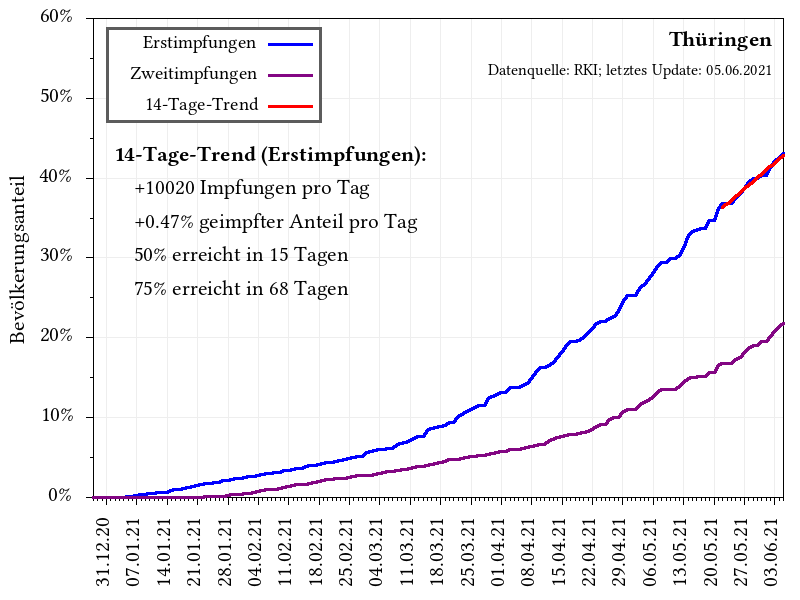 Erstimpfungen
Zweitimpfungen
14-Tage-Trend
Thüringen
Datenquelle: RKI; letztes Update: 05.06.2021
14-Tage-Trend (Erstimpfungen):
+10020 Impfungen pro Tag
+0.47% geimpfter Anteil pro Tag
50% erreicht in 15 Tagen
75% erreicht in 68 Tagen
Bevölkerungsanteil
60%
50%
40%
30%
20%
10%
0%
31.12.20
07.01.21
14.01.21
21.01.21
28.01.21
04.02.21
11.02.21
18.02.21
25.02.21
04.03.21
11.03.21
18.03.21
25.03.21
01.04.21
08.04.21
15.04.21
22.04.21
29.04.21
06.05.21
13.05.21
20.05.21
27.05.21
03.06.21